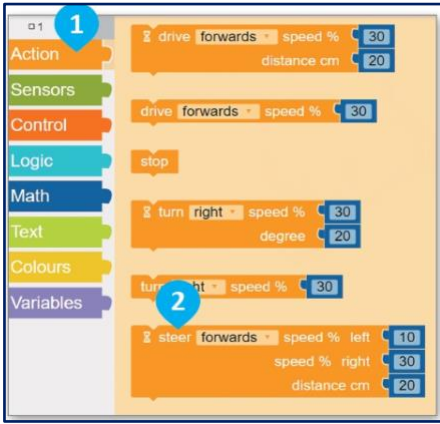 1
1
Action
Sensors
Control
Logic
Math
Text
Colours
Variables
drive forwards speed % 30
distance cm 20
drive forwards speed % 30
stop
turn right speed % 30
degree 20
speed % 30
2
steer forwards speed % left 10
speed % right 30
distance cm 20